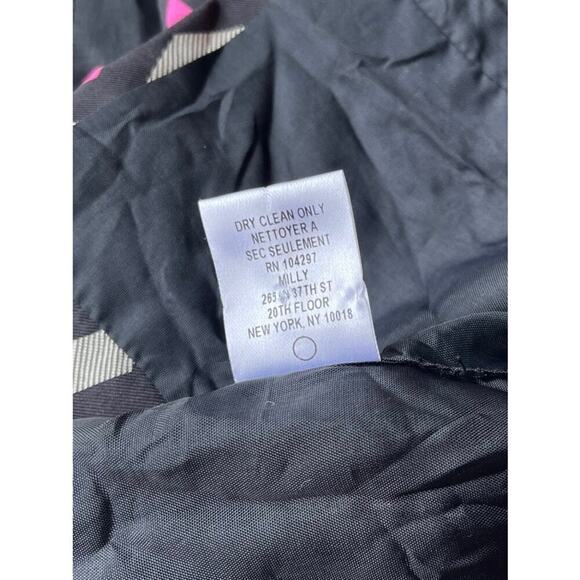 DRY CLEAN ONLY
NETTOYER A
SEC SEULEMENT
RN 104297
MILLY
265 37TH ST
20TH FLOOR
NEW YORK, NY 10018